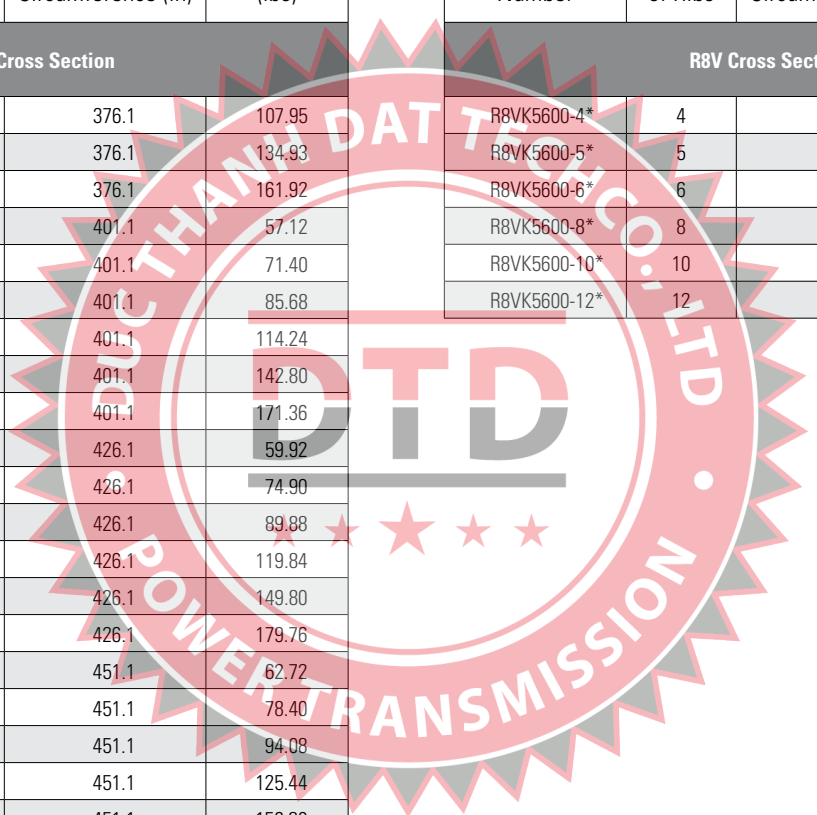 Number
Cross Section
376.1 107.95
376.1 134.93
376.1 161.92
401.1 57.12
401.1 71.40
401.1 85.68
401.1 114.24
401.1 142.80
401.1 171.36
426.1 59.92
426.1 74.90
426.1 89.88
426.1 119.84
426.1 149.80
426.1 179.76
451.1 62.72
451.1 78.40
451.1 94.08
451.1 125.44
R8V Cross Sect
R8VK5600-4* 4
R8VK5600-5* 5
R8VK5600-6* 6
R8VK5600-8* 8
R8VK5600-10* 10
R8VK5600-12* 12
DUC THANH DAT TECHCO., LTD
DTD
POWER TRANSMISSION